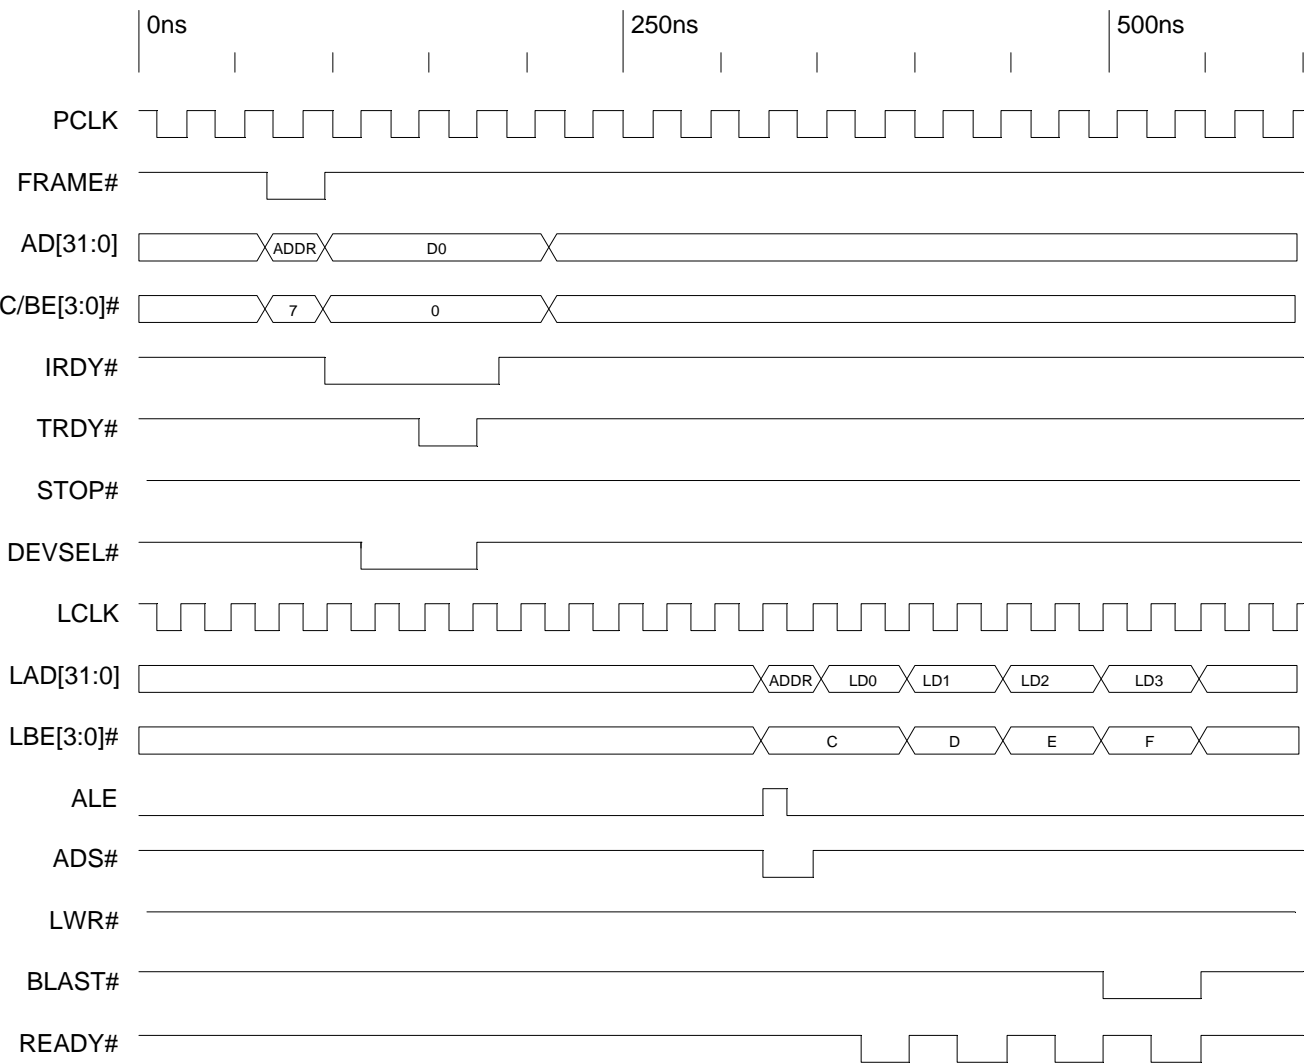 0ns 250ns 500ns
PCLK
FRAME#
AD[31:0] ADDR D0
C/BE[3:0]# 7 0
IRDY#
TRDY#
STOP#
DEVSEL#
LCLK
LAD[31:0] ADDR LD0 LD1 LD2 LD3
LBE[3:0]# C D E F
ALE
ADS#
LWR#
BLAST#
READY#